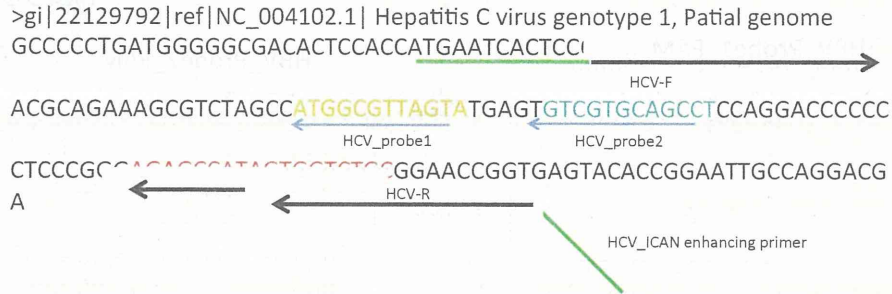 >gi|22129792|ref|NC_004102.1| Hepatitis C virus genotype 1, Patial genome
GCCCCCTGATGGGGGCGACACTCCACCATGAATCACTCC
HCV-F
ACGCAGAAAGCGTCTAGCCATGGCGTTAGTATGAGTGTCGTGCAGCCTCCAGGACCCCCC
HCV_probe1 HCV_probe2
CTCCCGC GGAACCGGTGAGTACACCGGAATTGCCAGGACG
HCV-R
A
HCV_ICAN enhancing primer